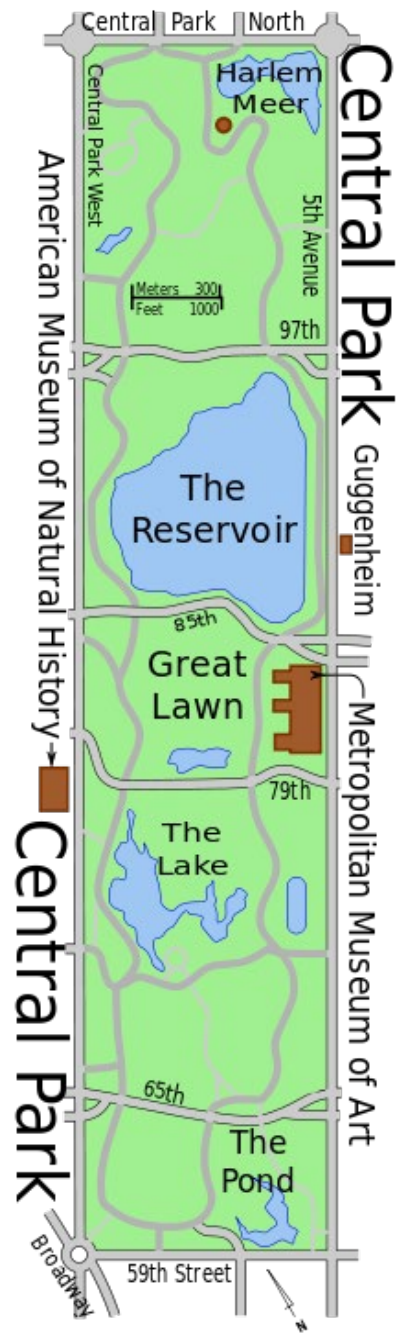 Central Park North
Harlem
Meer
Central Park West
Central Park
5th Avenue
American Museum of Natural History
Meters 300
Feet 1000
97th
Guggenheim
The
Reservoir
85th
Great
Lawn
Metropolitan Museum of Art
79th
The
Lake
Central Park
65th
The
Pond
Broadway
59th Street
N